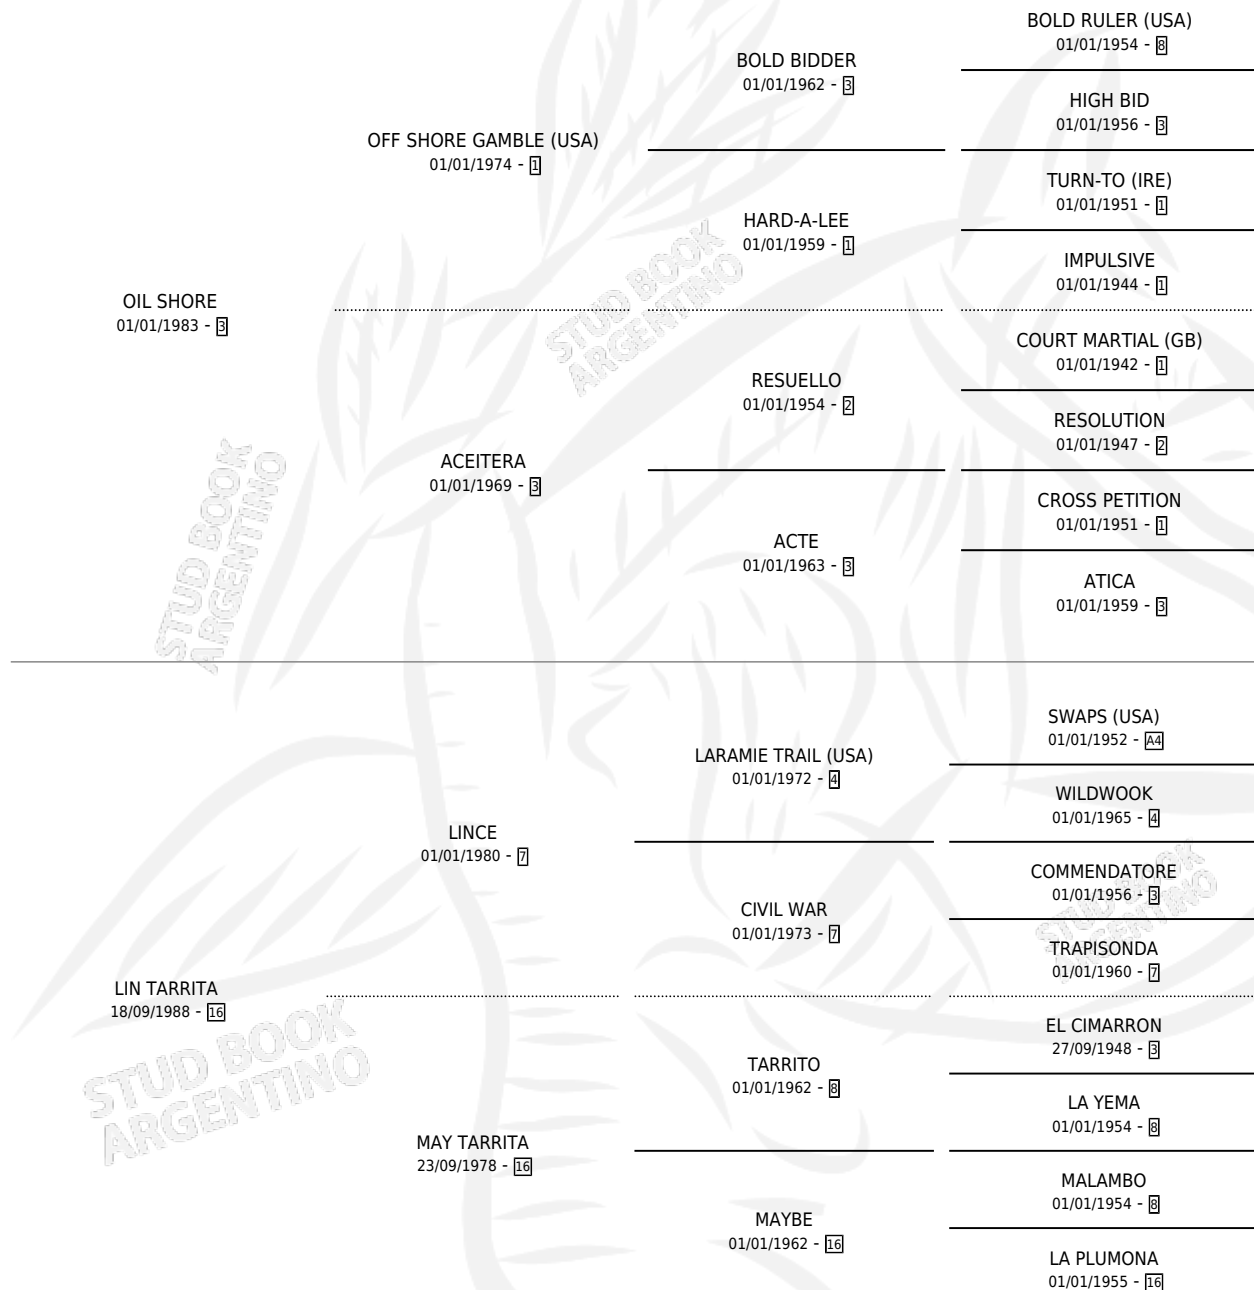 BOLD RULER (USA)
01/01/1954 - 8
BOLD BIDDER
01/01/1962 - 3
HIGH BID
01/01/1956 - 3
OFF SHORE GAMBLE (USA)
01/01/1974 - 1
TURN-TO (IRE)
01/01/1951 - 1
HARD-A-LEE
01/01/1959 - 1
IMPULSIVE
01/01/1944 - 1
OIL SHORE
01/01/1983 - 3
COURT MARTIAL (GB)
01/01/1942 - 1
RESUELLO
01/01/1954 - 2
RESOLUTION
01/01/1947 - 2
ACEITERA
01/01/1969 - 3
CROSS PETITION
01/01/1951 - 1
ACTE
01/01/1963 - 3
ATICA
01/01/1959 - 3
SWAPS (USA)
01/01/1952 - A4
LARAMIE TRAIL (USA)
01/01/1972 - 4
WILDWOOK
01/01/1965 - 4
LINCE
01/01/1980 - 7
COMMENDATORE
01/01/1956 - 3
CIVIL WAR
01/01/1973 - 7
TRAPISONDA
01/01/1960 - 7
LIN TARRITA
18/09/1988 - 16
EL CIMARRON
27/09/1948 - 3
TARRITO
01/01/1962 - 8
LA YEMA
01/01/1954 - 8
MAY TARRITA
23/09/1978 - 16
MALAMBO
01/01/1954 - 8
MAYBE
01/01/1962 - 16
LA PLUMONA
01/01/1955 - 16
STUD BOOK
ARGENTINO
STUD BOOK
ARGENTINO
STUD BOOK
ARGENTINO
STUD BOOK
ARGENTINO